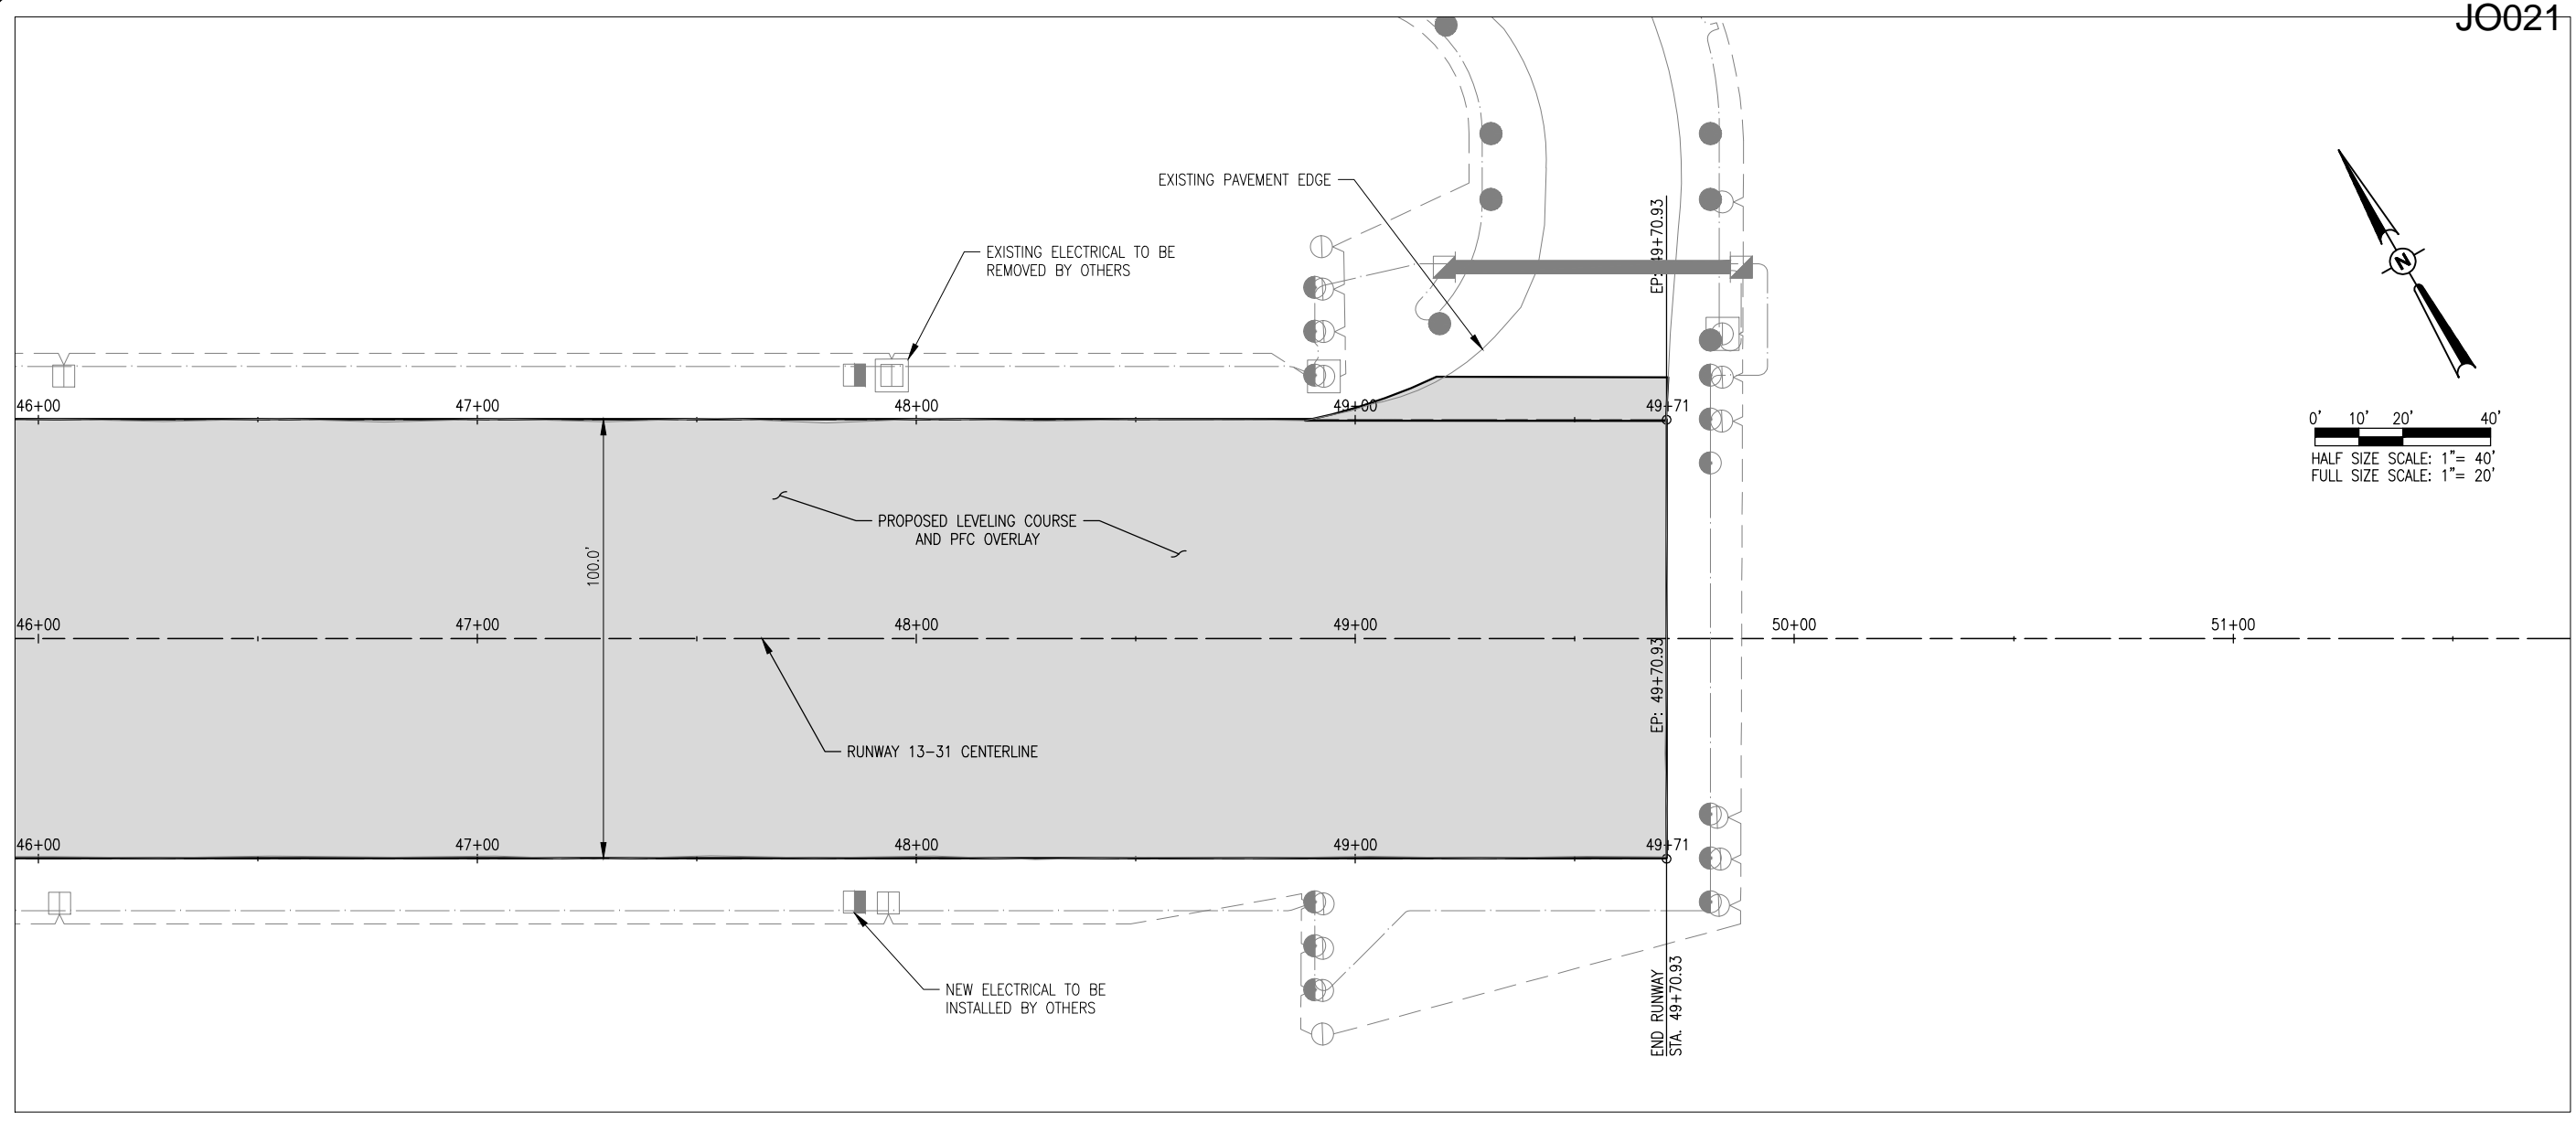 JO021
EXISTING PAVEMENT EDGE
EP: 49+70.93
EXISTING ELECTRICAL TO BE
REMOVED BY OTHERS
N
46+00
47+00
48+00
49+00
49+71
0' 10' 20' 40'
HALF SIZE SCALE: 1"= 40'
FULL SIZE SCALE: 1"= 20'
PROPOSED LEVELING COURSE
AND PFC OVERLAY
100.0'
46+00
47+00
48+00
49+00
50+00
51+00
EP: 49+70.93
RUNWAY 13-31 CENTERLINE
46+00
47+00
48+00
49+00
49+71
NEW ELECTRICAL TO BE
INSTALLED BY OTHERS
END RUNWAY
STA. 49+70.93